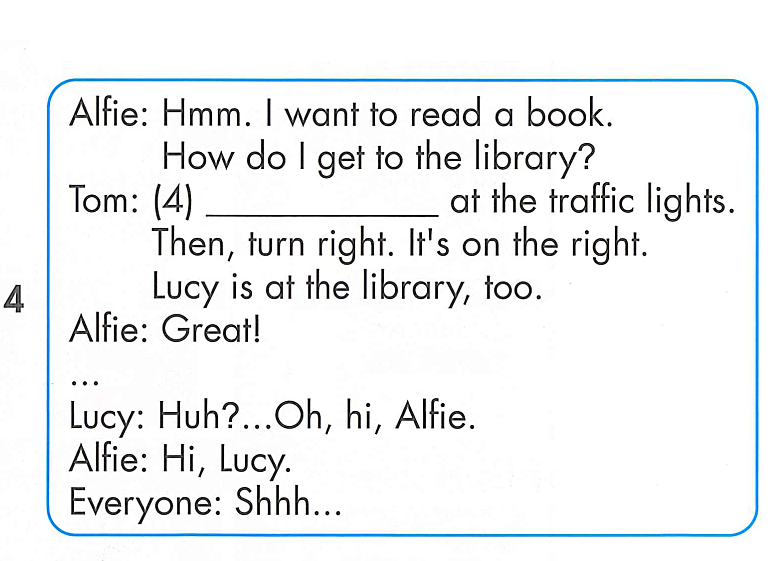 Alfie: Hmm. I want to read a book.
How do I get to the library?
Tom: (4) ______________ at the traffic lights.
Then, turn right. It's on the right.
Lucy is at the library, too.
4
Alfie: Great!
...
Lucy: Huh?...Oh, hi, Alfie.
Alfie: Hi, Lucy.
Everyone: Shhh...